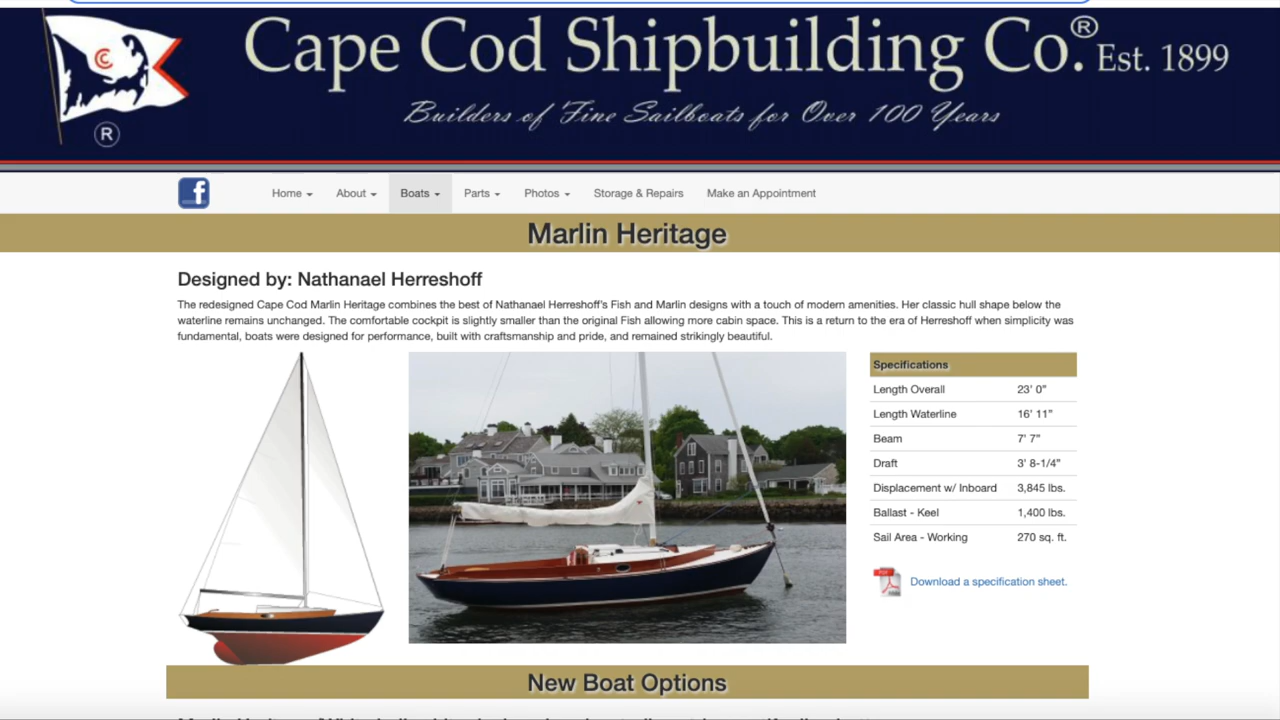 Cape Cod Shipbuilding Co.® Est. 1899
Builders of Fine Sailboats for Over 100 Years
C
®
f
Home
About
Boats
Parts
Photos
Storage & Repairs
Make an Appointment
Marlin Heritage
Designed by: Nathanael Herreshoff
The redesigned Cape Cod Marlin Heritage combines the best of Nathanael Herreshoff's Fish and Marlin designs with a touch of modern amenities. Her classic hull shape below the
waterline remains unchanged. The comfortable cockpit is slightly smaller than the original Fish allowing more cabin space. This is a return to the era of Herreshoff when simplicity was
fundamental, boats were designed for performance, built with craftsmanship and pride, and remained strikingly beautiful.
Specifications
Length Overall 23' 0"
Length Waterline 16' 11"
Beam 7' 7"
Draft 3' 8-1/4"
Displacement w/ Inboard 3,845 lbs.
Ballast - Keel 1,400 lbs.
Sail Area - Working 270 sq. ft.
PDF
Download a specification sheet.
New Boat Options